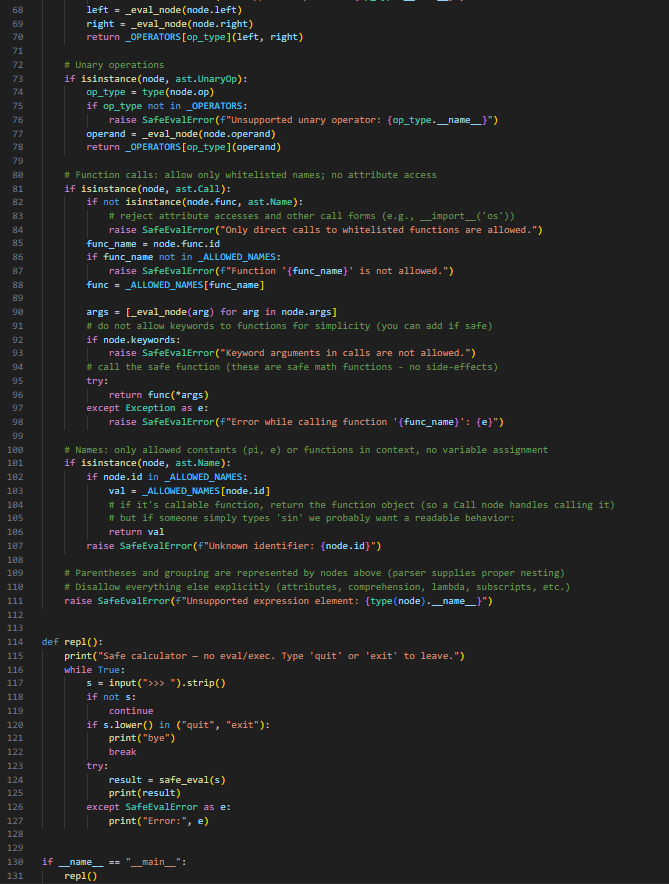 68 left = _eval_node(node.left)
69 right = _eval_node(node.right)
70 return _OPERATORS[op_type](left, right)
71
72 # Unary operations
73 if isinstance(node, ast.UnaryOp):
74 op_type = type(node.op)
75 if op_type not in _OPERATORS:
76 raise SafeEvalError(f"Unsupported unary operator: {op_type.__name__}")
77 operand = _eval_node(node.operand)
78 return _OPERATORS[op_type](operand)
79
80 # Function calls: allow only whitelisted names; no attribute access
81 if isinstance(node, ast.Call):
82 if not isinstance(node.func, ast.Name):
83 # reject attribute accesses and other call forms (e.g., __import__('os'))
84 raise SafeEvalError("Only direct calls to whitelisted functions are allowed.")
85 func_name = node.func.id
86 if func_name not in _ALLOWED_NAMES:
87 raise SafeEvalError(f"Function '{func_name}' is not allowed.")
88 func = _ALLOWED_NAMES[func_name]
89
90 args = [_eval_node(arg) for arg in node.args]
91 # do not allow keywords to functions for simplicity (you can add if safe)
92 if node.keywords:
93 raise SafeEvalError("Keyword arguments in calls are not allowed.")
94 # call the safe function (these are safe math functions - no side-effects)
95 try:
96 return func(*args)
97 except Exception as e:
98 raise SafeEvalError(f"Error while calling function '{func_name}': {e}")
99
100 # Names: only allowed constants (pi, e) or functions in context, no variable assignment
101 if isinstance(node, ast.Name):
102 if node.id in _ALLOWED_NAMES:
103 val = _ALLOWED_NAMES[node.id]
104 # if it's callable function, return the function object (so a Call node handles calling it)
105 # but if someone simply types 'sin' we probably want a readable behavior:
106 return val
107 raise SafeEvalError(f"Unknown identifier: {node.id}")
108
109 # Parentheses and grouping are represented by nodes above (parser supplies proper nesting)
110 # Disallow everything else explicitly (attributes, comprehension, lambda, subscripts, etc.)
111 raise SafeEvalError(f"Unsupported expression element: {type(node).__name__}")
112
113
114 def repl():
115 print("Safe calculator — no eval/exec. Type 'quit' or 'exit' to leave.")
116 while True:
117 s = input(">>> ").strip()
118 if not s:
119 continue
120 if s.lower() in ("quit", "exit"):
121 print("bye")
122 break
123 try:
124 result = safe_eval(s)
125 print(result)
126 except SafeEvalError as e:
127 print("Error:", e)
128
129
130 if __name__ == "__main__":
131 repl()